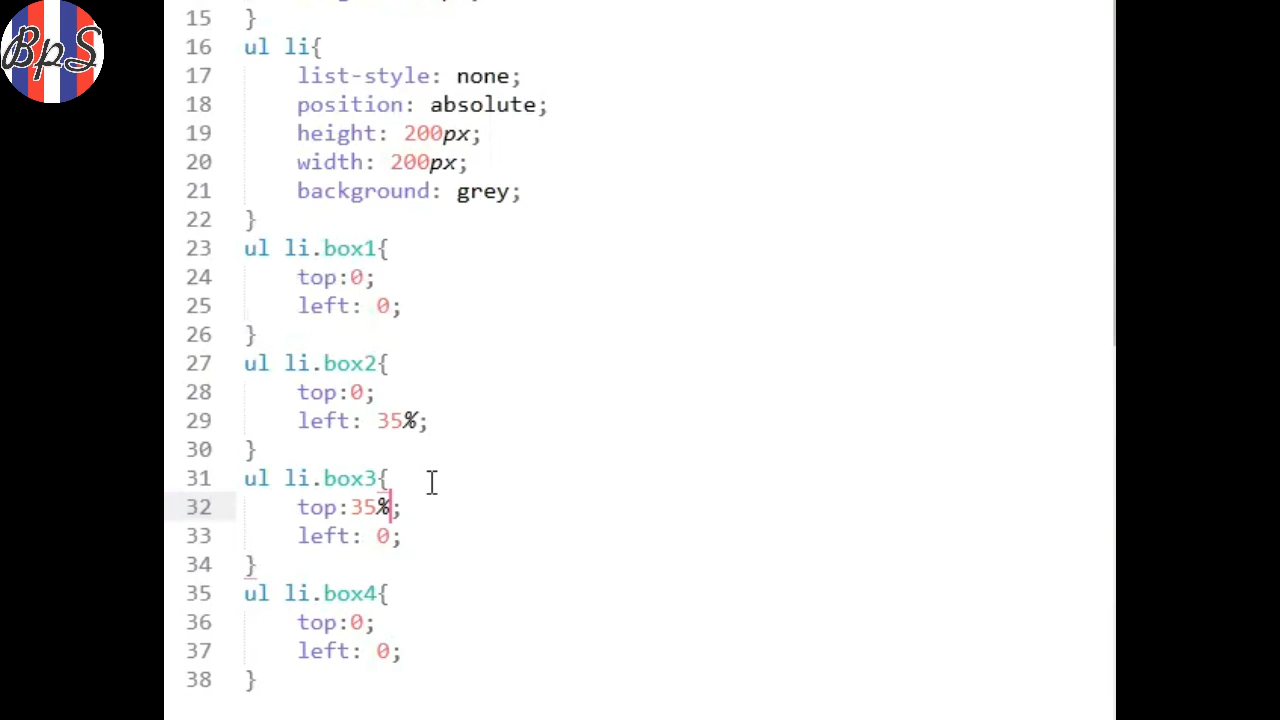 BpS
15 }
16 ul li{
17 list-style: none;
18 position: absolute;
19 height: 200px;
20 width: 200px;
21 background: grey;
22 }
23 ul li.box1{
24 top:0;
25 left: 0;
26 }
27 ul li.box2{
28 top:0;
29 left: 35%;
30 }
31 ul li.box3{
32 top:35%;
33 left: 0;
34 }
35 ul li.box4{
36 top:0;
37 left: 0;
38 }